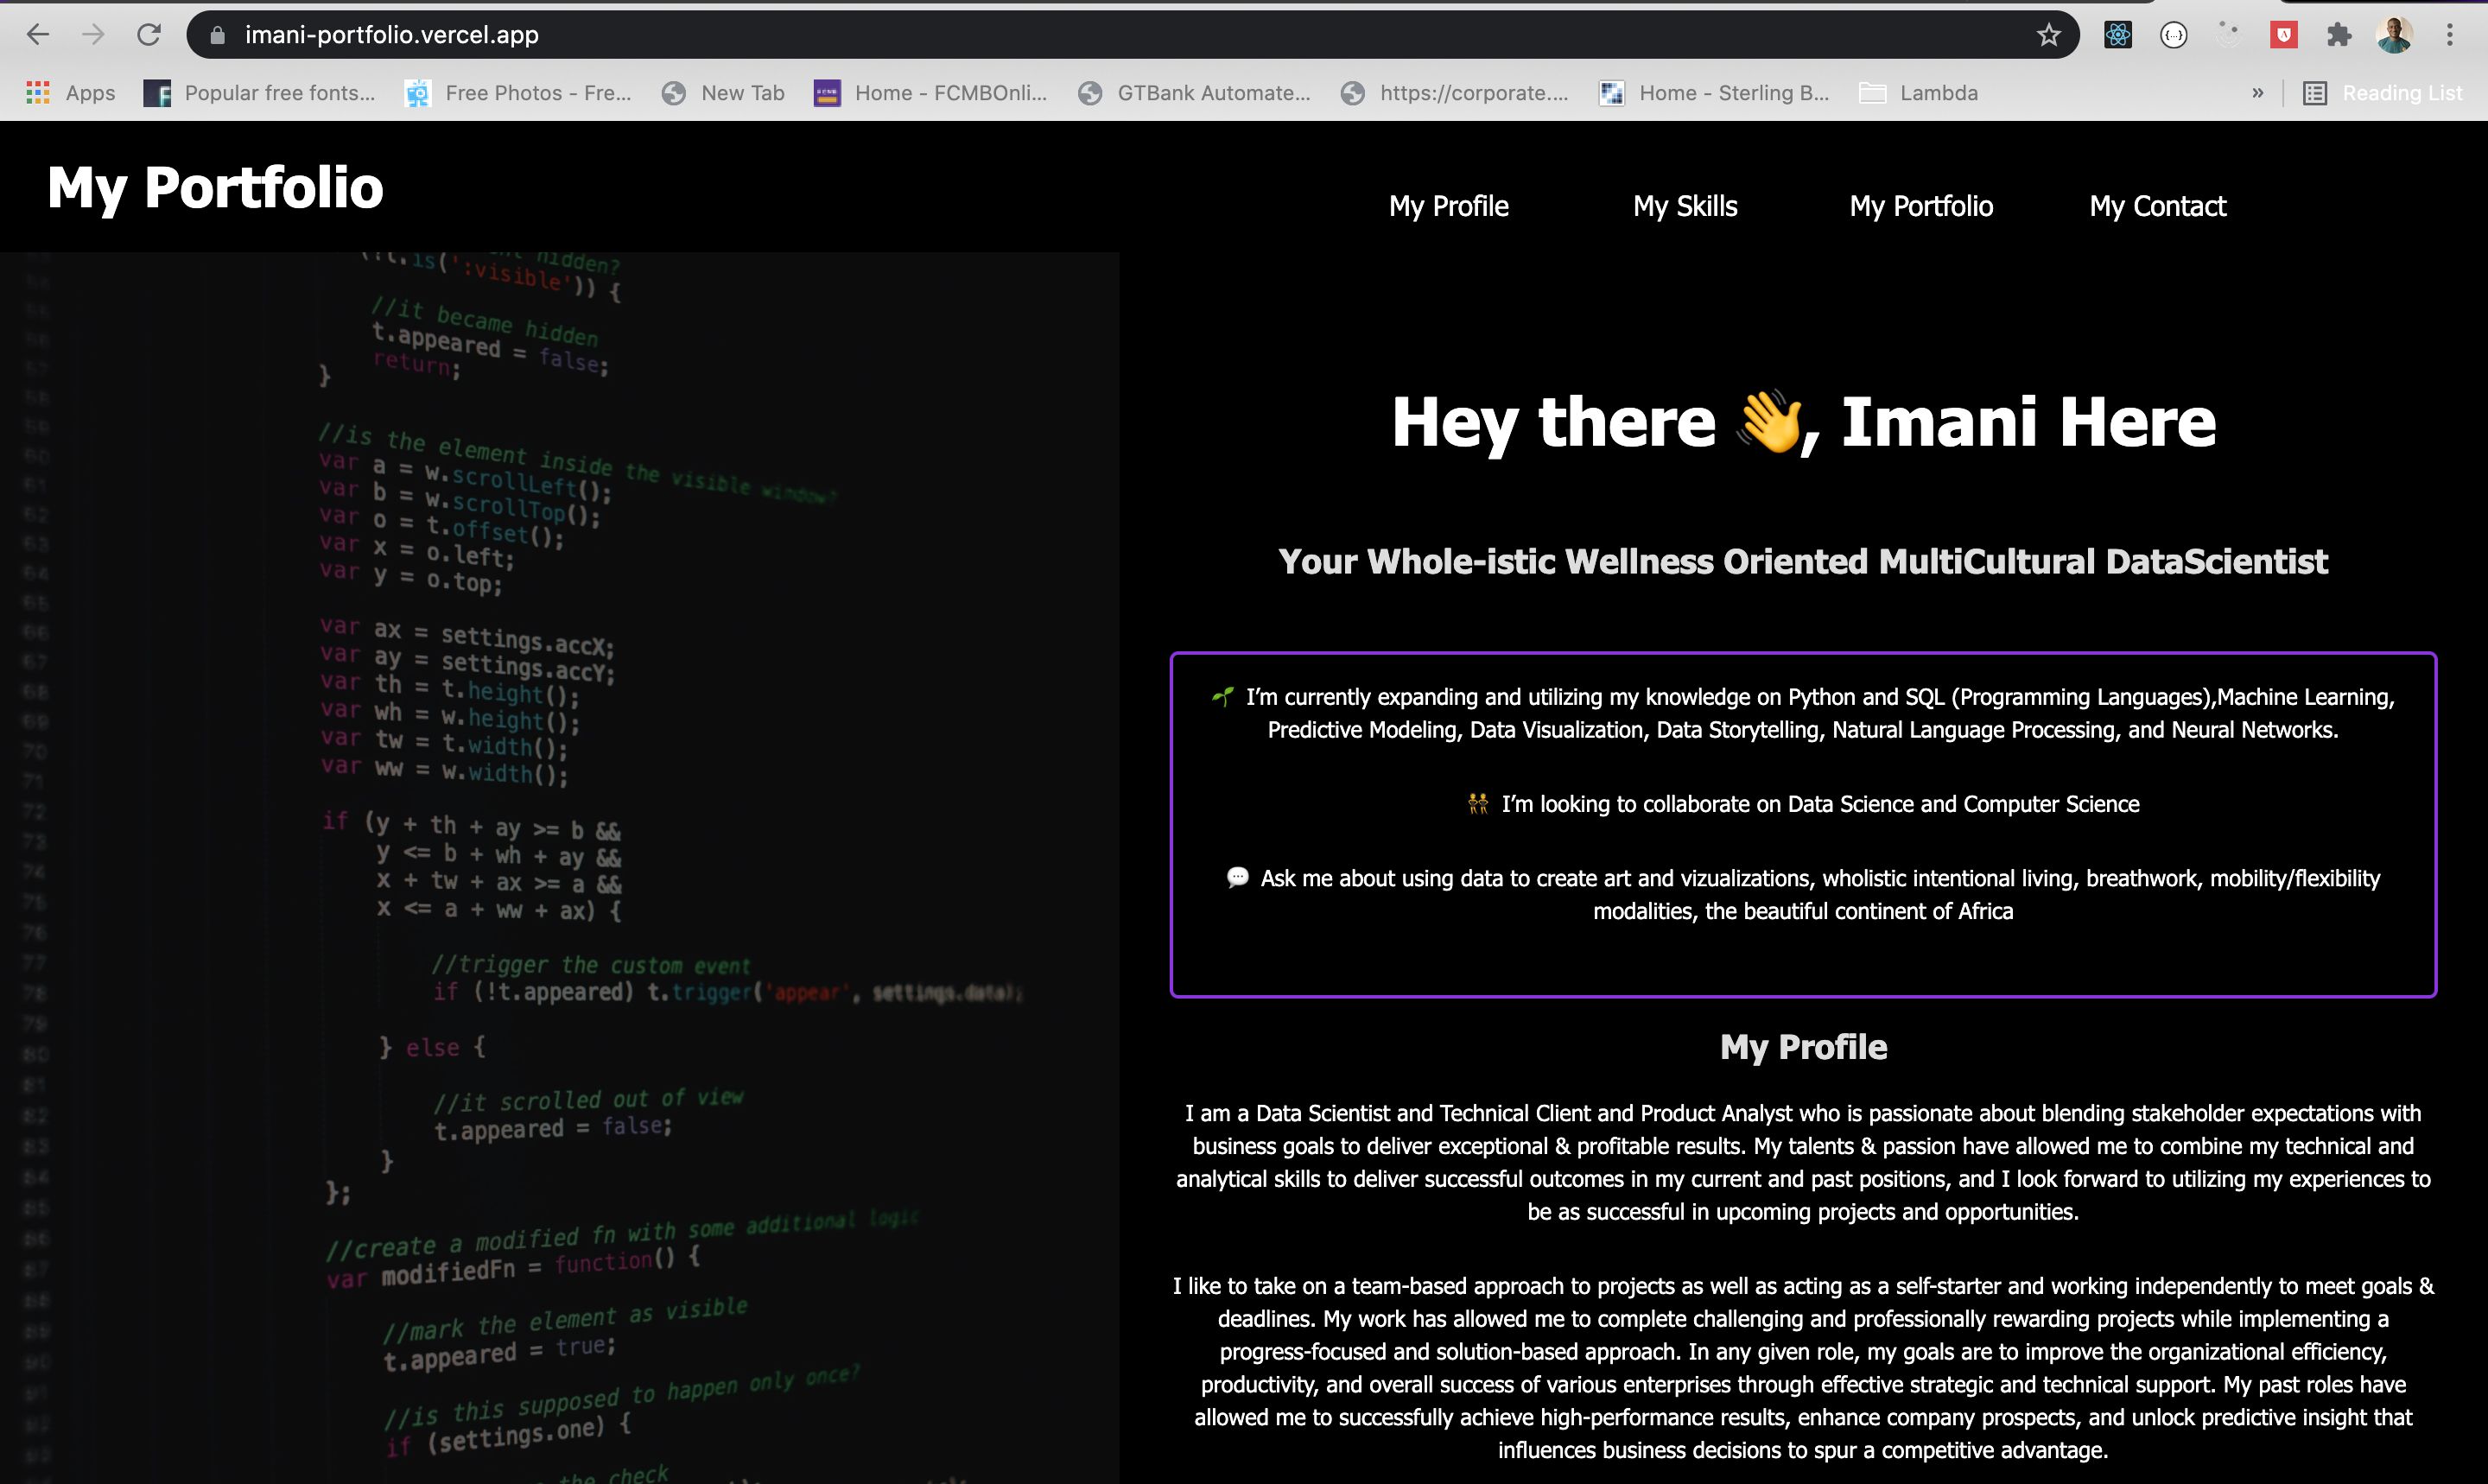 imani-portfolio.vercel.app
Apps
Popular free fonts...
Free Photos - Fre...
New Tab
Home - FCMBOnli...
GTBank Automate...
https://corporate....
Home - Sterling B...
Lambda
»
Reading List
My Portfolio
My Profile
My Skills
My Portfolio
My Contact
hidden?
(!t.is(':visible')) {
//it became hidden
t.appeared = false;
return;
}
//is the element inside the visible window?
var a = w.scrollLeft();
var b = w.scrollTop();
var o = t.offset();
var x = o.left;
var y = o.top;
var ax = settings.accX;
var ay = settings.accY;
var th = t.height();
var wh = w.height();
var tw = t.width();
var ww = w.width();
if (y + th + ay >= b &&
y <= b + wh + ay &&
x + tw + ax >= a &&
x <= a + ww + ax) {
//trigger the custom event
if (!t.appeared) t.trigger('appear', settings.data);
} else {
//it scrolled out of view
t.appeared = false;
}
};
//create a modified fn with some additional logic
var modifiedFn = function() {
//mark the element as visible
t.appeared = true;
//is this supposed to happen only once?
if (settings.one) {
the check
Hey there 👋, Imani Here
Your Whole-istic Wellness Oriented MultiCultural DataScientist
🌱 I’m currently expanding and utilizing my knowledge on Python and SQL (Programming Languages),Machine Learning,
Predictive Modeling, Data Visualization, Data Storytelling, Natural Language Processing, and Neural Networks.
👯 I’m looking to collaborate on Data Science and Computer Science
💬 Ask me about using data to create art and vizualizations, wholistic intentional living, breathwork, mobility/flexibility
modalities, the beautiful continent of Africa
My Profile
I am a Data Scientist and Technical Client and Product Analyst who is passionate about blending stakeholder expectations with
business goals to deliver exceptional & profitable results. My talents & passion have allowed me to combine my technical and
analytical skills to deliver successful outcomes in my current and past positions, and I look forward to utilizing my experiences to
be as successful in upcoming projects and opportunities.
I like to take on a team-based approach to projects as well as acting as a self-starter and working independently to meet goals &
deadlines. My work has allowed me to complete challenging and professionally rewarding projects while implementing a
progress-focused and solution-based approach. In any given role, my goals are to improve the organizational efficiency,
productivity, and overall success of various enterprises through effective strategic and technical support. My past roles have
allowed me to successfully achieve high-performance results, enhance company prospects, and unlock predictive insight that
influences business decisions to spur a competitive advantage.